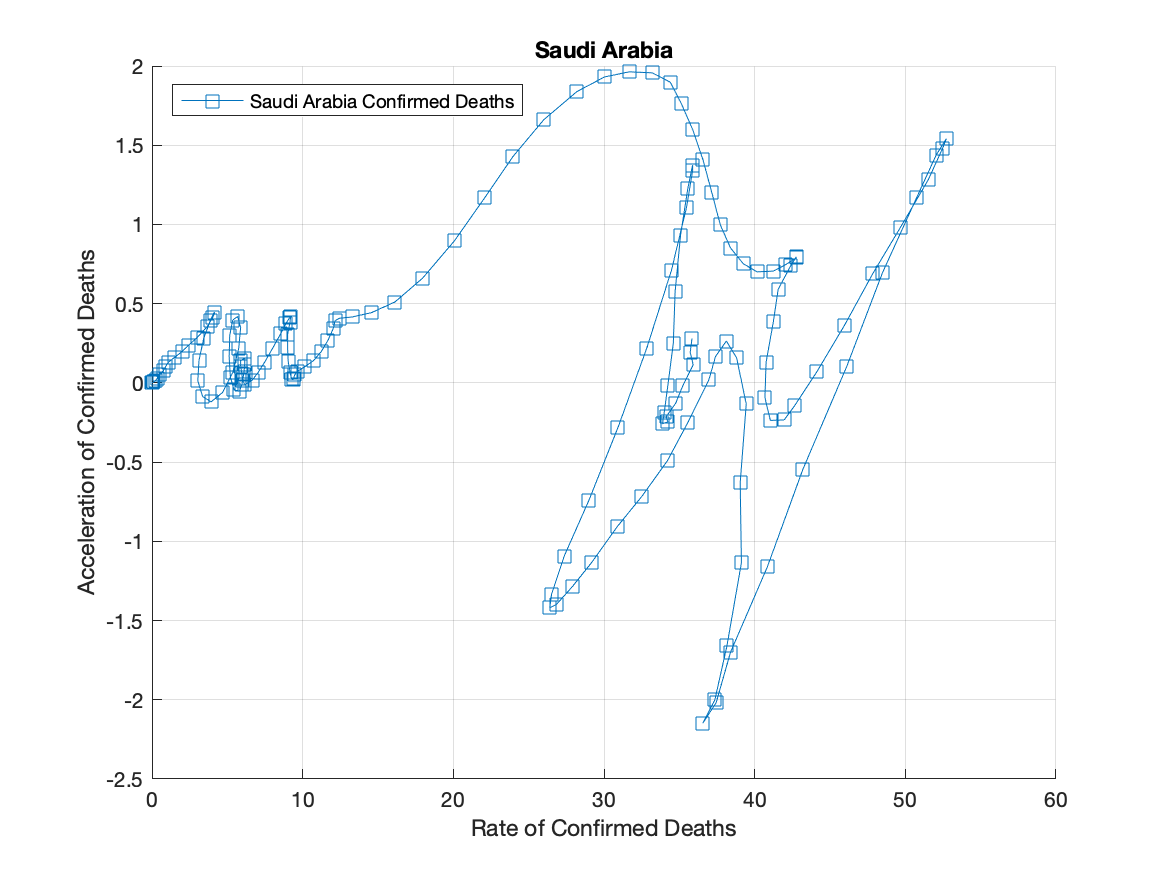 Saudi Arabia
Saudi Arabia Confirmed Deaths
2
1.5
1
0.5
0
-0.5
-1
-1.5
-2
-2.5
Acceleration of Confirmed Deaths
0 10 20 30 40 50 60
Rate of Confirmed Deaths